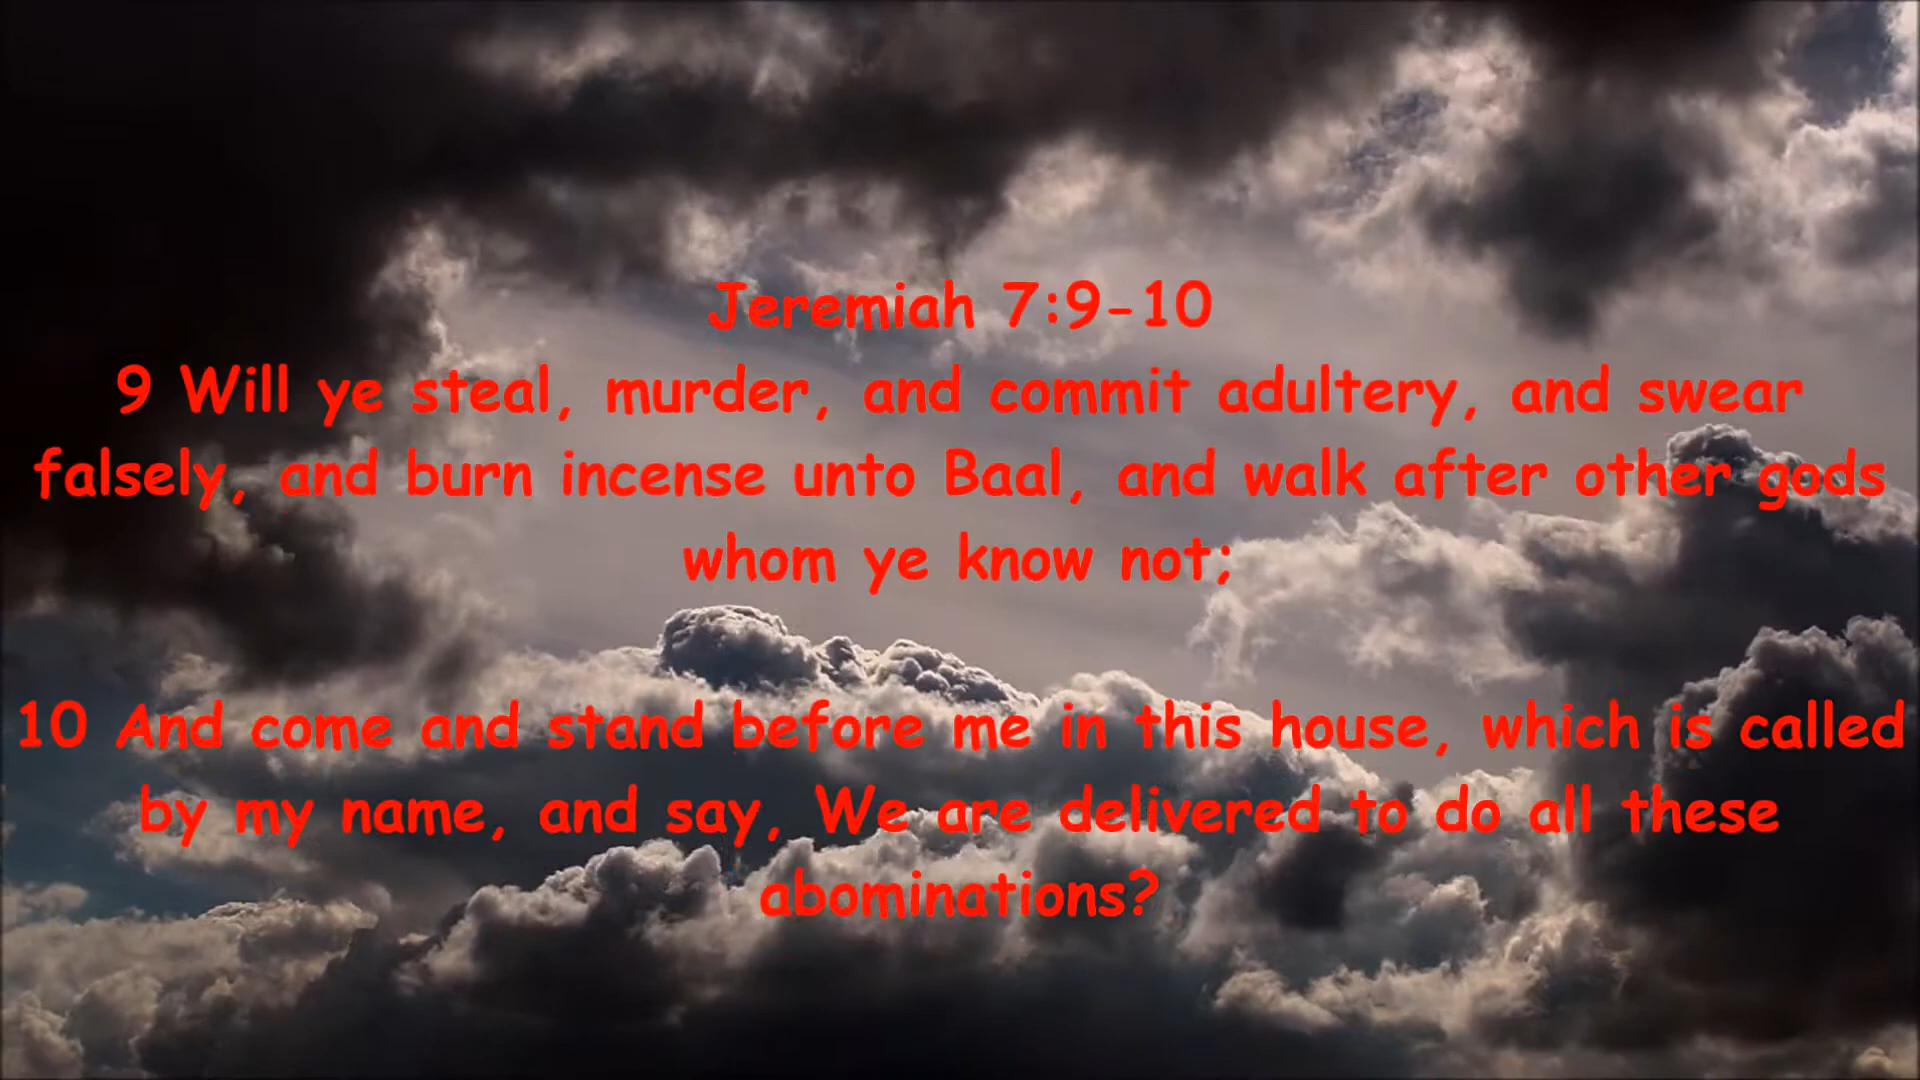 Jeremiah 7:9-10
9 Will ye steal, murder, and commit adultery, and swear
falsely, and burn incense unto Baal, and walk after other gods
whom ye know not;
10 And come and stand before me in this house, which is called
by my name, and say, We are delivered to do all these
abominations?